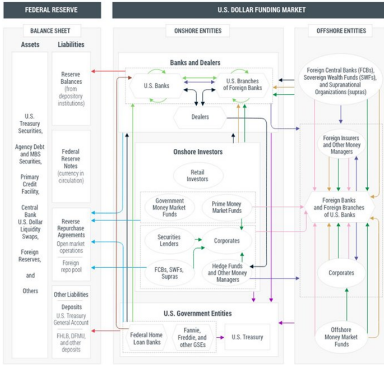 FEDERAL RESERVE
U.S. DOLLAR FUNDING MARKET
BALANCE SHEET
ONSHORE ENTITIES
OFFSHORE ENTITIES
Assets
Liabilities
U.S.
Treasury
Securities,
Agency Debt
and MBS
Securities,
Primary
Credit
Facility,
Central
Bank
U.S. Dollar
Liquidity
Swaps,
Foreign
Reserves,
and
Others
Reserve
Balances
(from
depository
institutions)
Federal
Reserve
Notes
(currency in
circulation)
Reverse
Repurchase
Agreements
Open market
operations
Foreign
repo pool
Other Liabilities
Deposits
U.S. Treasury
General Account
FHLB, DFMU, and
other deposits
Banks and Dealers
U.S. Banks
U.S. Branches
of Foreign Banks
Dealers
Onshore Investors
Retail
Investors
Government
Money Market
Funds
Prime Money
Market Funds
Securities
Lenders
Corporates
FCBs, SWFs,
Supras
Hedge Funds
and Other Money
Managers
U.S. Government Entities
Federal Home
Loan Banks
Fannie,
Freddie, and
other GSEs
U.S. Treasury
Foreign Central Banks (FCBs),
Sovereign Wealth Funds (SWFs),
and Supranational
Organizations (supras)
Foreign Insurers
and Other Money
Managers
Foreign Banks
and Foreign Branches
of U.S. Banks
Corporates
Offshore
Money Market
Funds